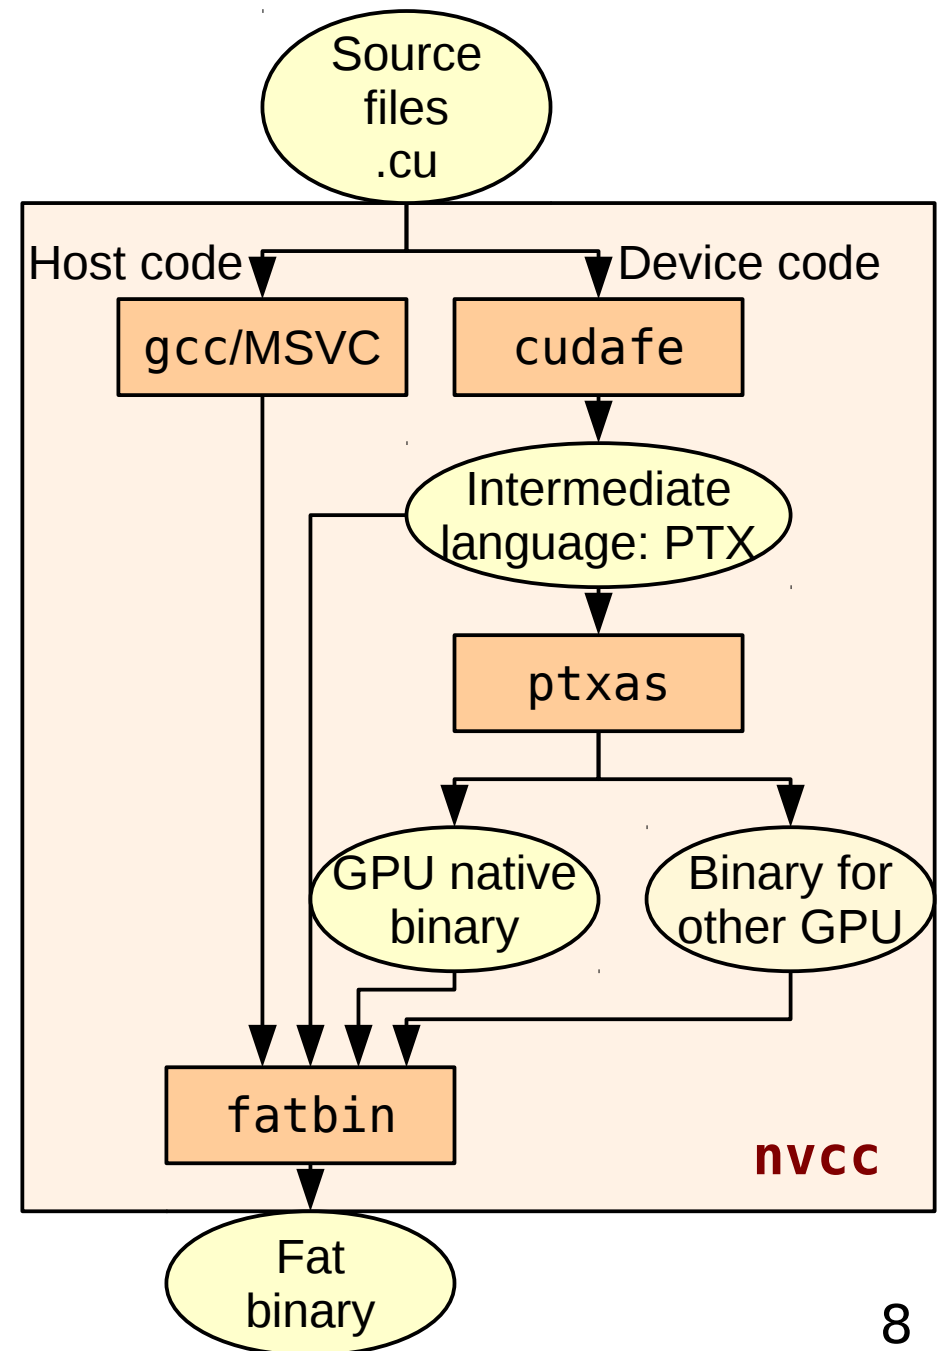 Source
files
.cu
Host code
Device code
gcc/MSVC
cudafe
Intermediate
language: PTX
ptxas
GPU native
binary
Binary for
other GPU
fatbin
nvcc
Fat
binary
8